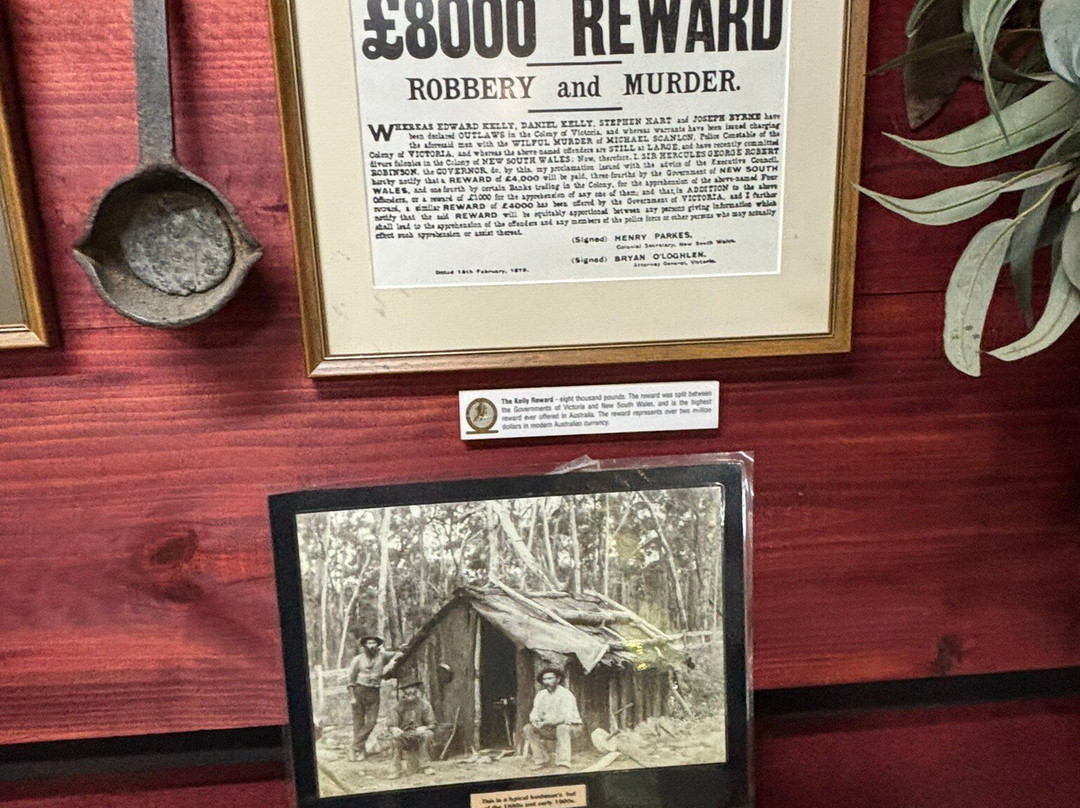 £8000 REWARD
ROBBERY and MURDER.
WHEREAS EDWARD KELLY, DANIEL KELLY, STEPHEN HART and JOSEPH BYRNE have
been declared OUTLAWS in the Colony of Victoria, and whereas warrants have been issued charging
the aforesaid men with the WILFUL MURDER of MICHAEL SCANLON, Police Constable of the
Colony of VICTORIA, and whereas the above-named offenders are STILL at LARGE, and have recently committed
divers felonies in the Colony of NEW SOUTH WALES: Now, therefore, I, SIR HERCULES GEORGE ROBERT
ROBINSON, the GOVERNOR, do, by this, my proclamation issued with the advice of the Executive Council,
hereby notify that a REWARD of £4,000 will be paid, three-fourths by the Government of NEW SOUTH
WALES, and one-fourth by certain Banks trading in the Colony, for the apprehension of the above-named Four
Offenders, or a reward of £1000 for the apprehension of any one of them; and that, in ADDITION to the above
reward, a similar REWARD of £4000 has been offered by the Government of VICTORIA, and I further
notify that the said REWARD will be equitably apportioned between any persons giving information which
shall lead to the apprehension of the offenders and any members of the police force or other persons who may actually
effect such apprehension or assist thereat.
(Signed) HENRY PARKES,
Colonial Secretary, New South Wales.
(Signed) BRYAN O'LOGHLEN,
Dated 15th February, 1879. Attorney General, Victoria.
The Kelly Reward - eight thousand pounds. The reward was split between
the Governments of Victoria and New South Wales, and is the highest
reward ever offered in Australia. The reward represents over two million
dollars in modern Australian currency.
This is a typical bushman's hut
of the 1880s and early 1900s.